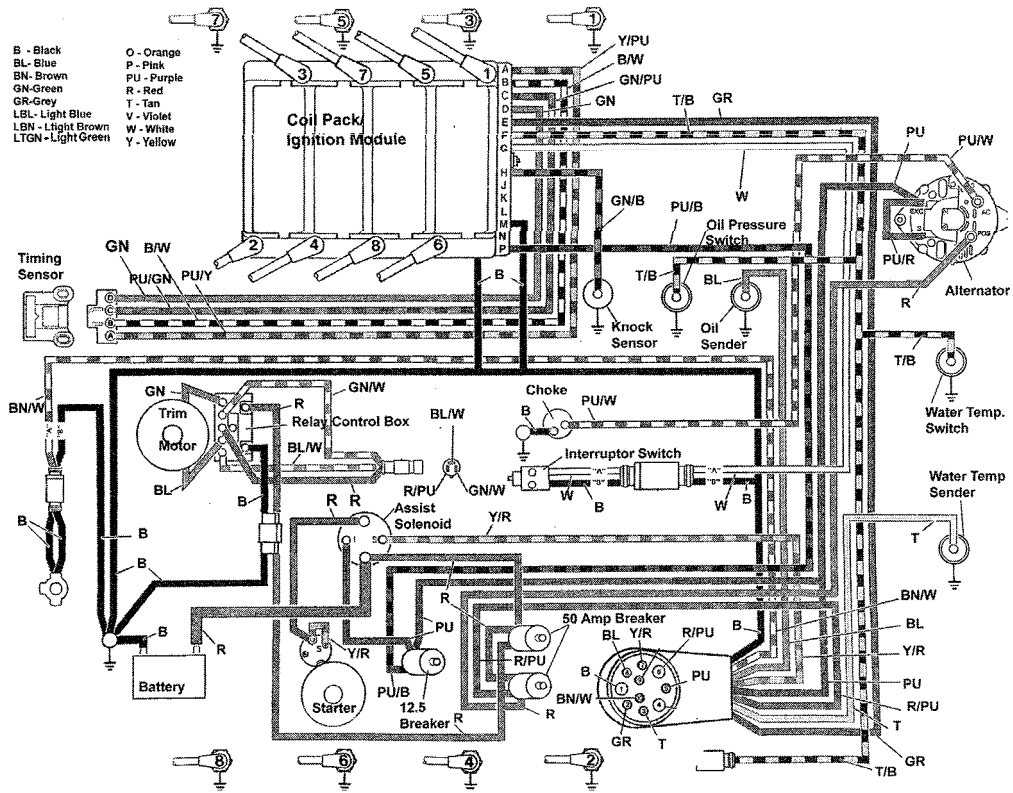 7
5
3
1
B - Black
BL- Blue
BN- Brown
GN-Green
GR-Grey
LBL- Light Blue
LBN - Ltight Brown
LTGN - Light Green
O - Orange
P - Pink
PU - Purple
R - Red
T - Tan
V - Violet
W - White
Y - Yellow
3
7
5
1
Coil Pack/
Ignition Module
A
B
C
D
E
F
G
H
J
K
L
M
N
P
2
4
8
6
Y/PU
B/W
GN/PU
GN
T/B
GR
W
PU
PU/W
EXC
S
AC
POS
PU/R
R
Alternator
GN/B
PU/B
Oil Pressure
Switch
T/B
BL
Knock
Sensor
Oil
Sender
B
Timing
Sensor
GN
B/W
PU/GN
PU/Y
D
C
B
A
T/B
Water Temp.
Switch
BN/W
"A"
"B"
GN
Trim
Motor
BL
GN/W
R
Relay Control Box
BL/W
R
BL/W
R/PU
GN/W
Choke
B
PU/W
Interruptor Switch
"A"
"B"
W
B
"A"
"B"
W
B
Water Temp
Sender
T
B
B
B
B
B
R
Assist
Solenoid
I
S
Y/R
R
B
R
Battery
S
Y/R
Starter
PU
PU/B
12.5
Breaker
R
50 Amp Breaker
R/PU
R
B
BL
Y/R
R/PU
B
1
PU
BN/W
GR
T
BN/W
BL
Y/R
PU
R/PU
T
GR
T/B
8
6
4
2